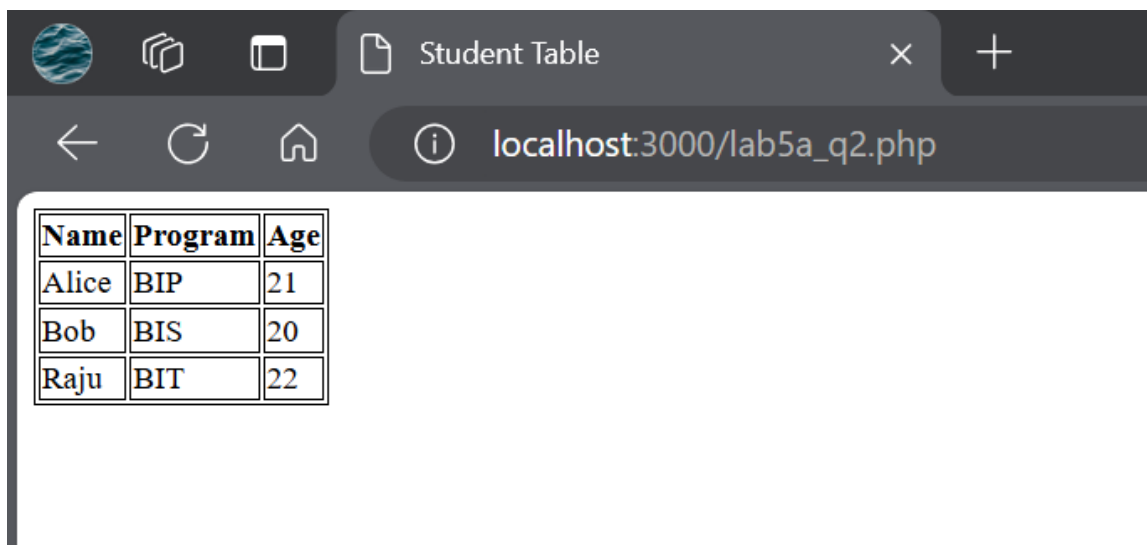 Student Table
localhost:3000/lab5a_q2.php
Name Program Age
Alice BIP 21
Bob BIS 20
Raju BIT 22